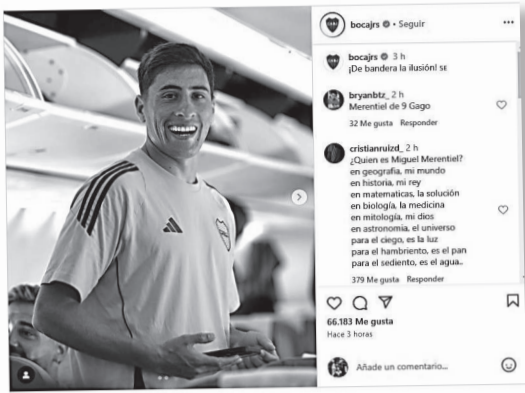 bocajrs • Seguir
bocajrs 3 h
¡De bandera la ilusión! se
bryanbtz_ 2 h
Merentiel de 9 Gago
32 Me gusta Responder
cristianruizd_ 2 h
¿Quien es Miguel Merentiel?
en geografia, mi mundo
en historia, mi rey
en matematicas, la solución
en biología, la medicina
en mitología, mi dios
en astronomia, el universo
para el ciego, es la luz
para el hambriento, es el pan
para el sediento, es el agua..
379 Me gusta Responder
66.183 Me gusta
Hace 3 horas
Añade un comentario...